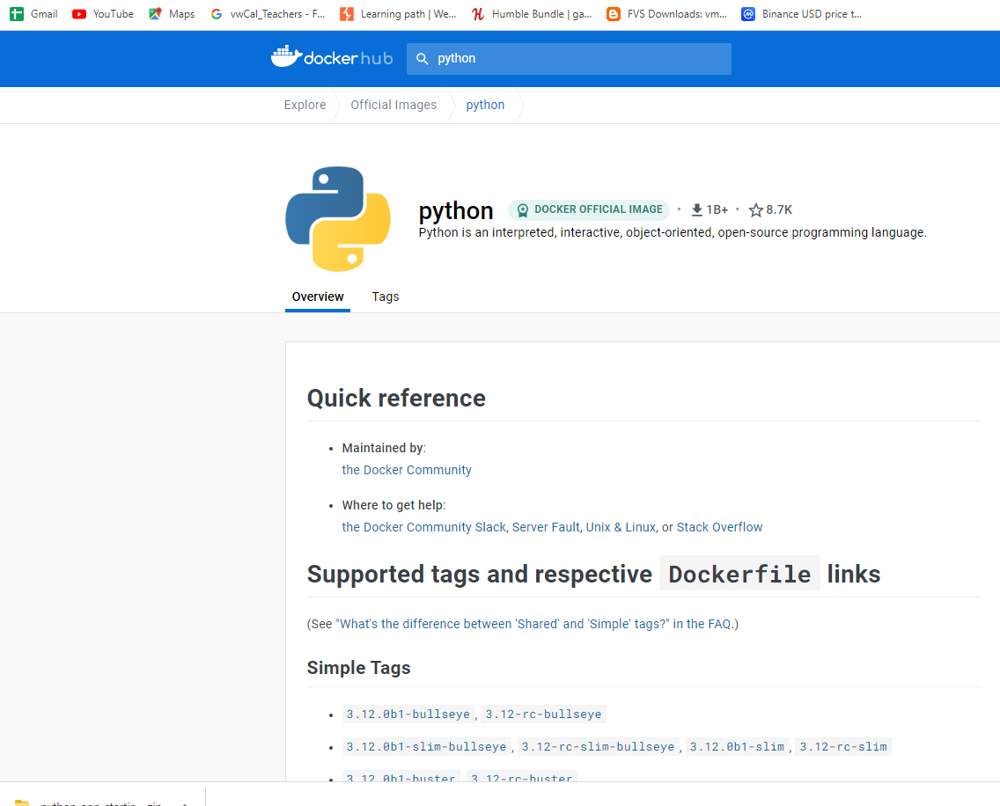 Gmail YouTube Maps vwCal_Teachers - F... Learning path | We... Humble Bundle | ga... FVS Downloads: vm... Binance USD price t...
docker hub python
Explore Official Images python
python DOCKER OFFICIAL IMAGE • 1B+ • 8.7K
Python is an interpreted, interactive, object-oriented, open-source programming language.
Overview Tags
Quick reference
• Maintained by:
the Docker Community
• Where to get help:
the Docker Community Slack, Server Fault, Unix & Linux, or Stack Overflow
Supported tags and respective Dockerfile links
(See "What's the difference between 'Shared' and 'Simple' tags?" in the FAQ.)
Simple Tags
• 3.12.0b1-bullseye, 3.12-rc-bullseye
• 3.12.0b1-slim-bullseye, 3.12-rc-slim-bullseye, 3.12.0b1-slim, 3.12-rc-slim
• 3.12.0b1-buster, 3.12-rc-buster